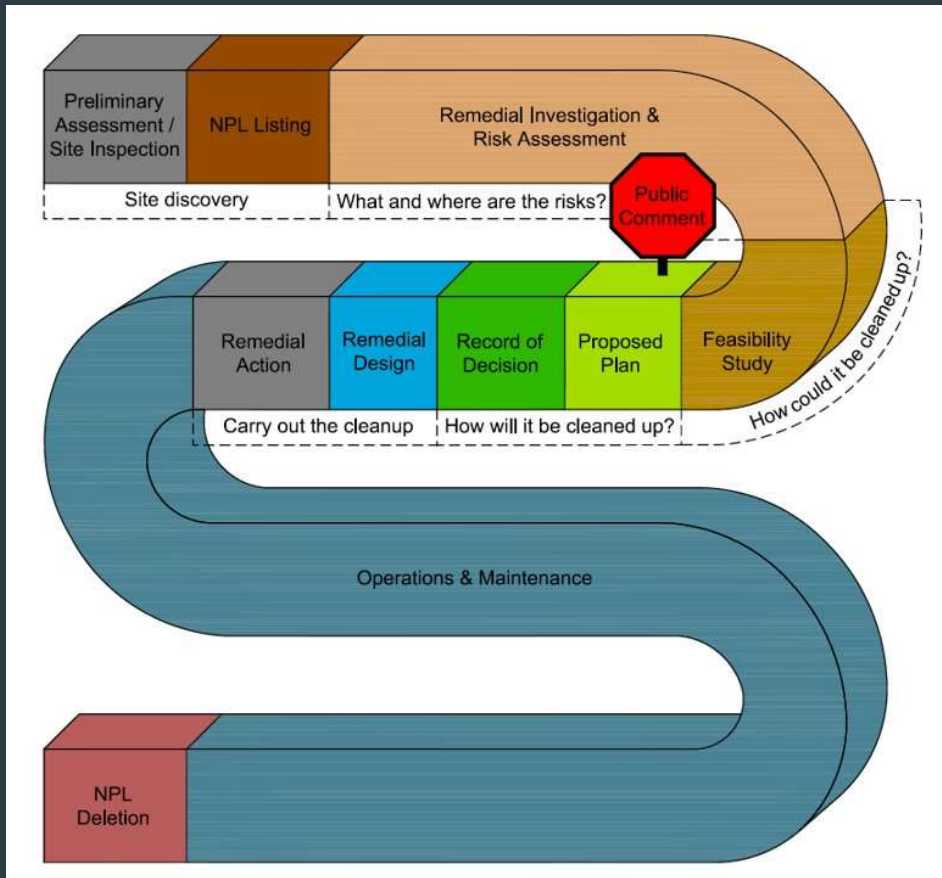 Preliminary
Assessment /
Site Inspection
NPL Listing
Remedial Investigation &
Risk Assessment
Site discovery
What and where are the risks?
Public
Comment
How could it be cleaned up?
Feasibility
Study
Proposed
Plan
Record of
Decision
Remedial
Design
Remedial
Action
How will it be cleaned up?
Carry out the cleanup
Operations & Maintenance
NPL
Deletion